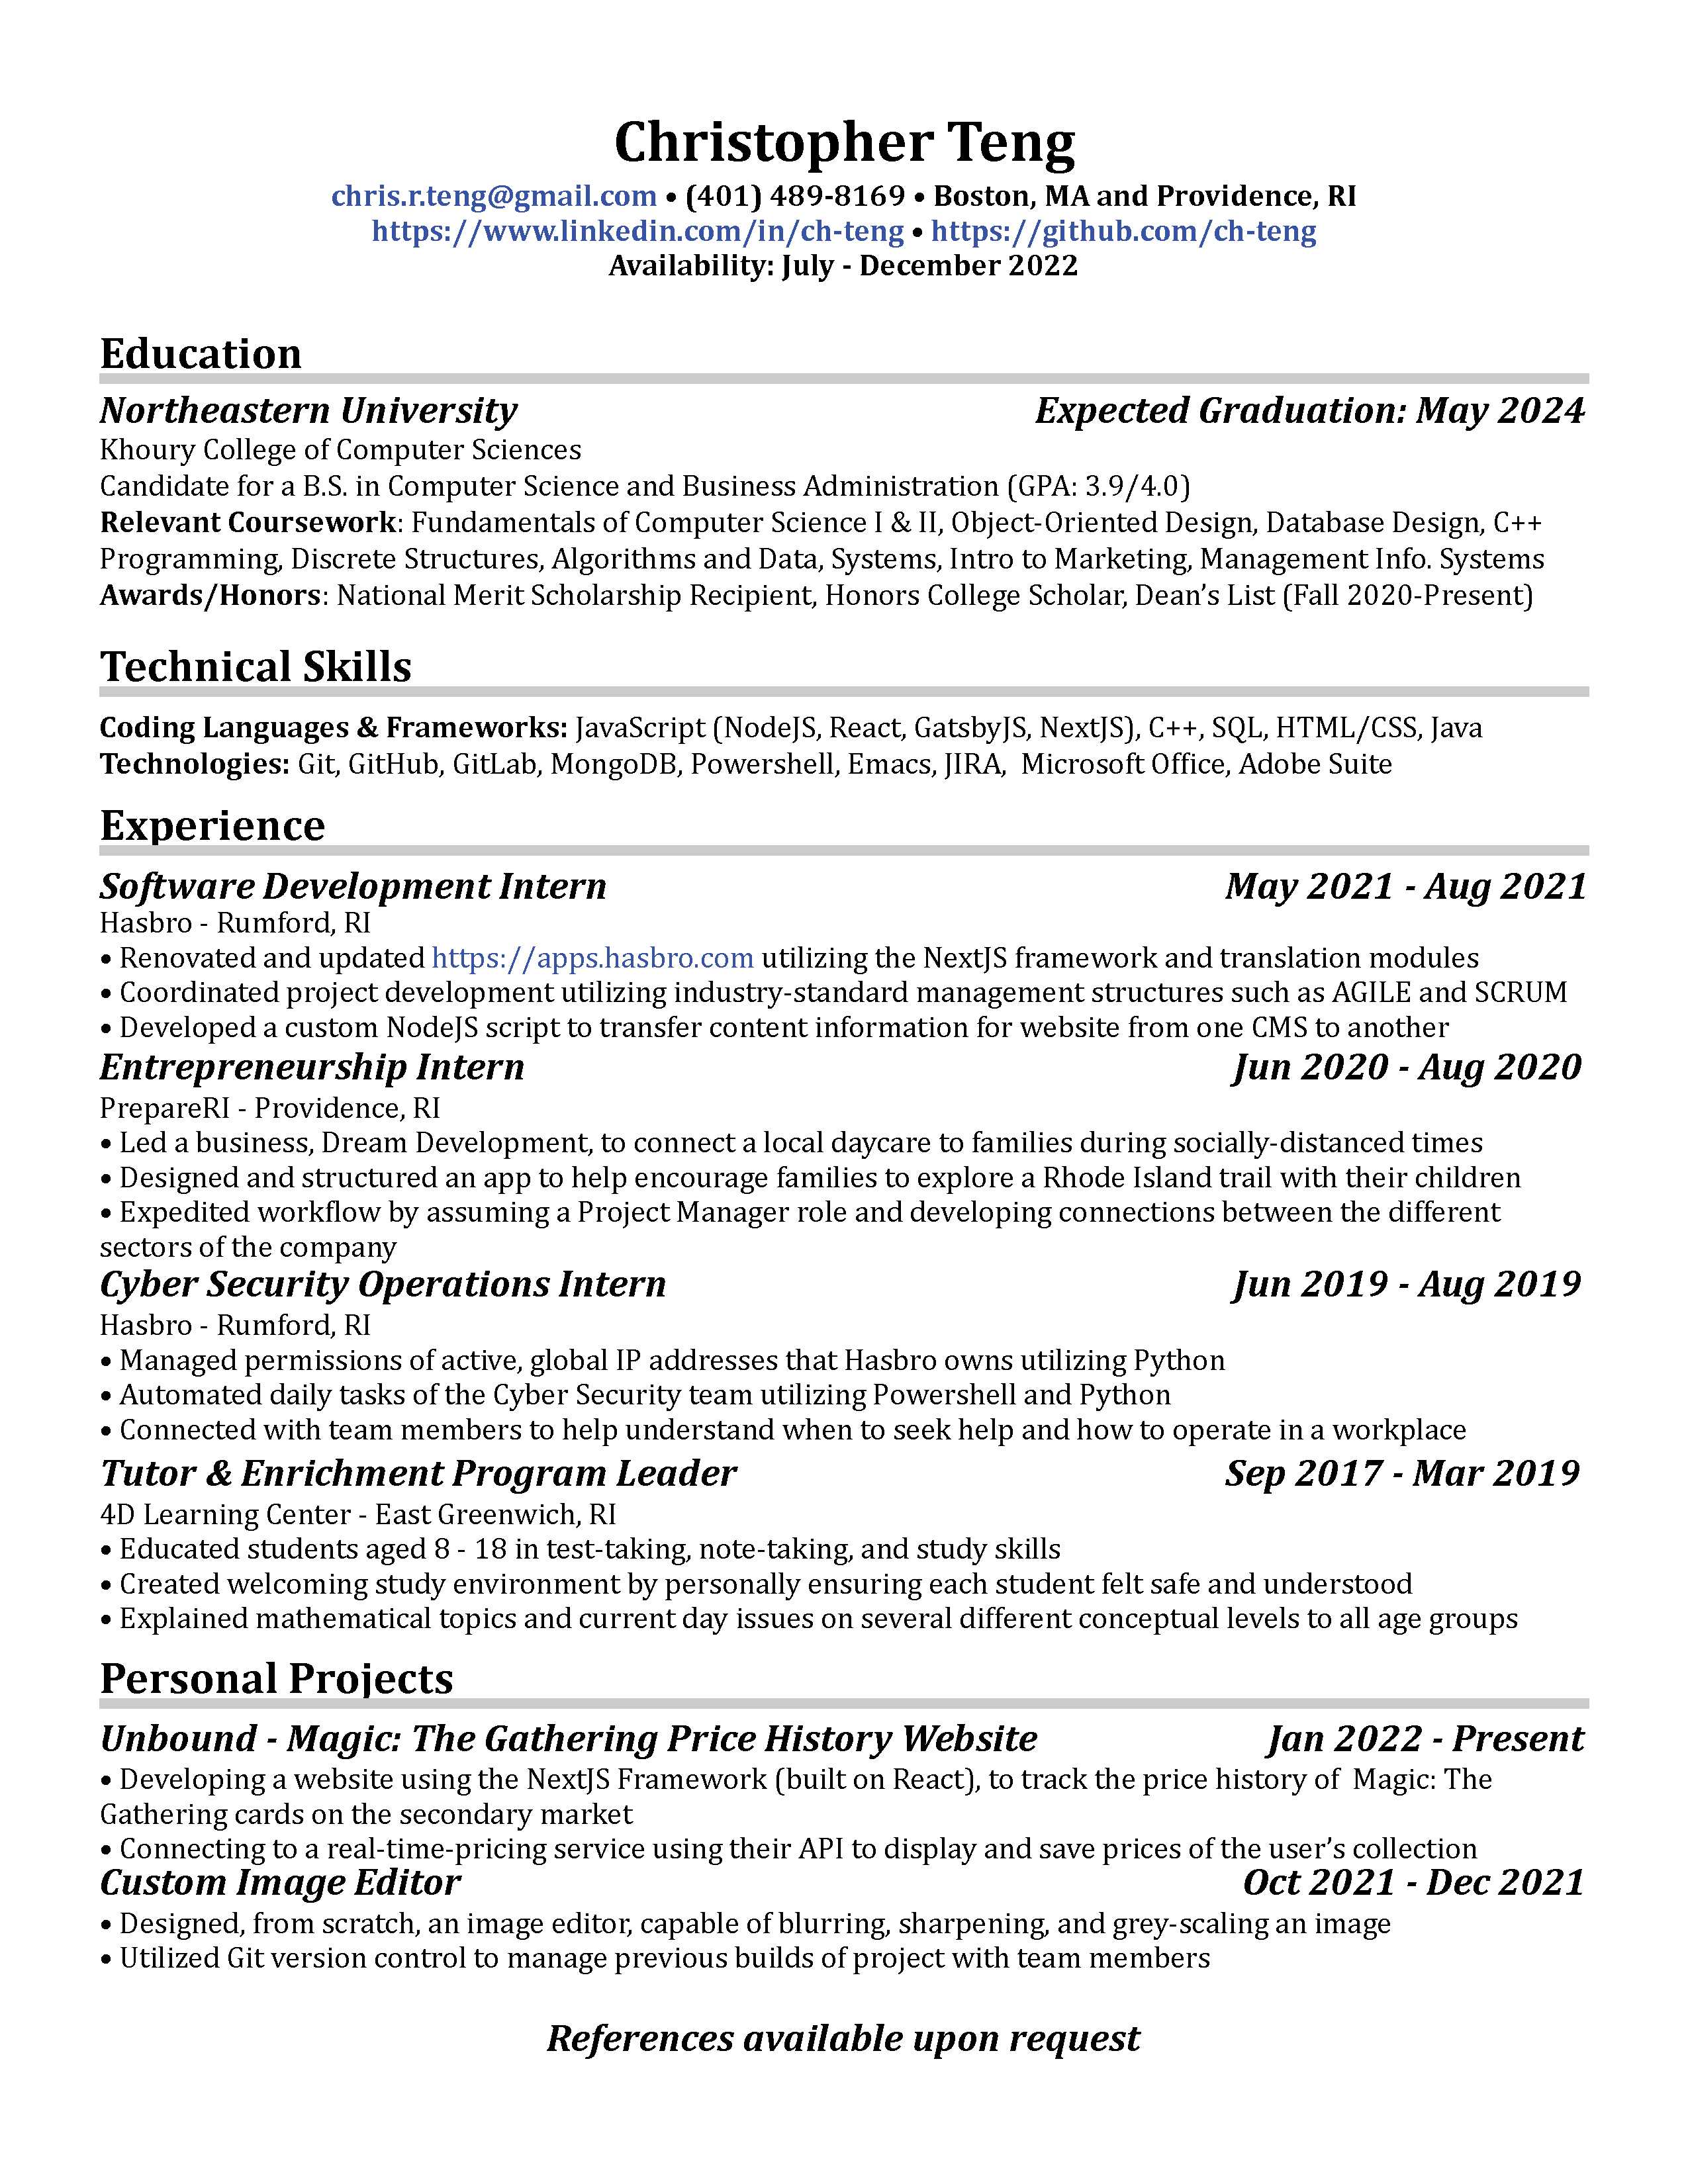 Christopher Teng
chris.r.teng@gmail.com • (401) 489-8169 • Boston, MA and Providence, RI
https://www.linkedin.com/in/ch-teng • https://github.com/ch-teng
Availability: July - December 2022
Education
Northeastern University Expected Graduation: May 2024
Khoury College of Computer Sciences
Candidate for a B.S. in Computer Science and Business Administration (GPA: 3.9/4.0)
Relevant Coursework: Fundamentals of Computer Science I & II, Object-Oriented Design, Database Design, C++
Programming, Discrete Structures, Algorithms and Data, Systems, Intro to Marketing, Management Info. Systems
Awards/Honors: National Merit Scholarship Recipient, Honors College Scholar, Dean’s List (Fall 2020-Present)
Technical Skills
Coding Languages & Frameworks: JavaScript (NodeJS, React, GatsbyJS, NextJS), C++, SQL, HTML/CSS, Java
Technologies: Git, GitHub, GitLab, MongoDB, Powershell, Emacs, JIRA, Microsoft Office, Adobe Suite
Experience
Software Development Intern May 2021 - Aug 2021
Hasbro - Rumford, RI
• Renovated and updated https://apps.hasbro.com utilizing the NextJS framework and translation modules
• Coordinated project development utilizing industry-standard management structures such as AGILE and SCRUM
• Developed a custom NodeJS script to transfer content information for website from one CMS to another
Entrepreneurship Intern Jun 2020 - Aug 2020
PrepareRI - Providence, RI
• Led a business, Dream Development, to connect a local daycare to families during socially-distanced times
• Designed and structured an app to help encourage families to explore a Rhode Island trail with their children
• Expedited workflow by assuming a Project Manager role and developing connections between the different
sectors of the company
Cyber Security Operations Intern Jun 2019 - Aug 2019
Hasbro - Rumford, RI
• Managed permissions of active, global IP addresses that Hasbro owns utilizing Python
• Automated daily tasks of the Cyber Security team utilizing Powershell and Python
• Connected with team members to help understand when to seek help and how to operate in a workplace
Tutor & Enrichment Program Leader Sep 2017 - Mar 2019
4D Learning Center - East Greenwich, RI
• Educated students aged 8 - 18 in test-taking, note-taking, and study skills
• Created welcoming study environment by personally ensuring each student felt safe and understood
• Explained mathematical topics and current day issues on several different conceptual levels to all age groups
Personal Projects
Unbound - Magic: The Gathering Price History Website Jan 2022 - Present
• Developing a website using the NextJS Framework (built on React), to track the price history of Magic: The
Gathering cards on the secondary market
• Connecting to a real-time-pricing service using their API to display and save prices of the user’s collection
Custom Image Editor Oct 2021 - Dec 2021
• Designed, from scratch, an image editor, capable of blurring, sharpening, and grey-scaling an image
• Utilized Git version control to manage previous builds of project with team members
References available upon request